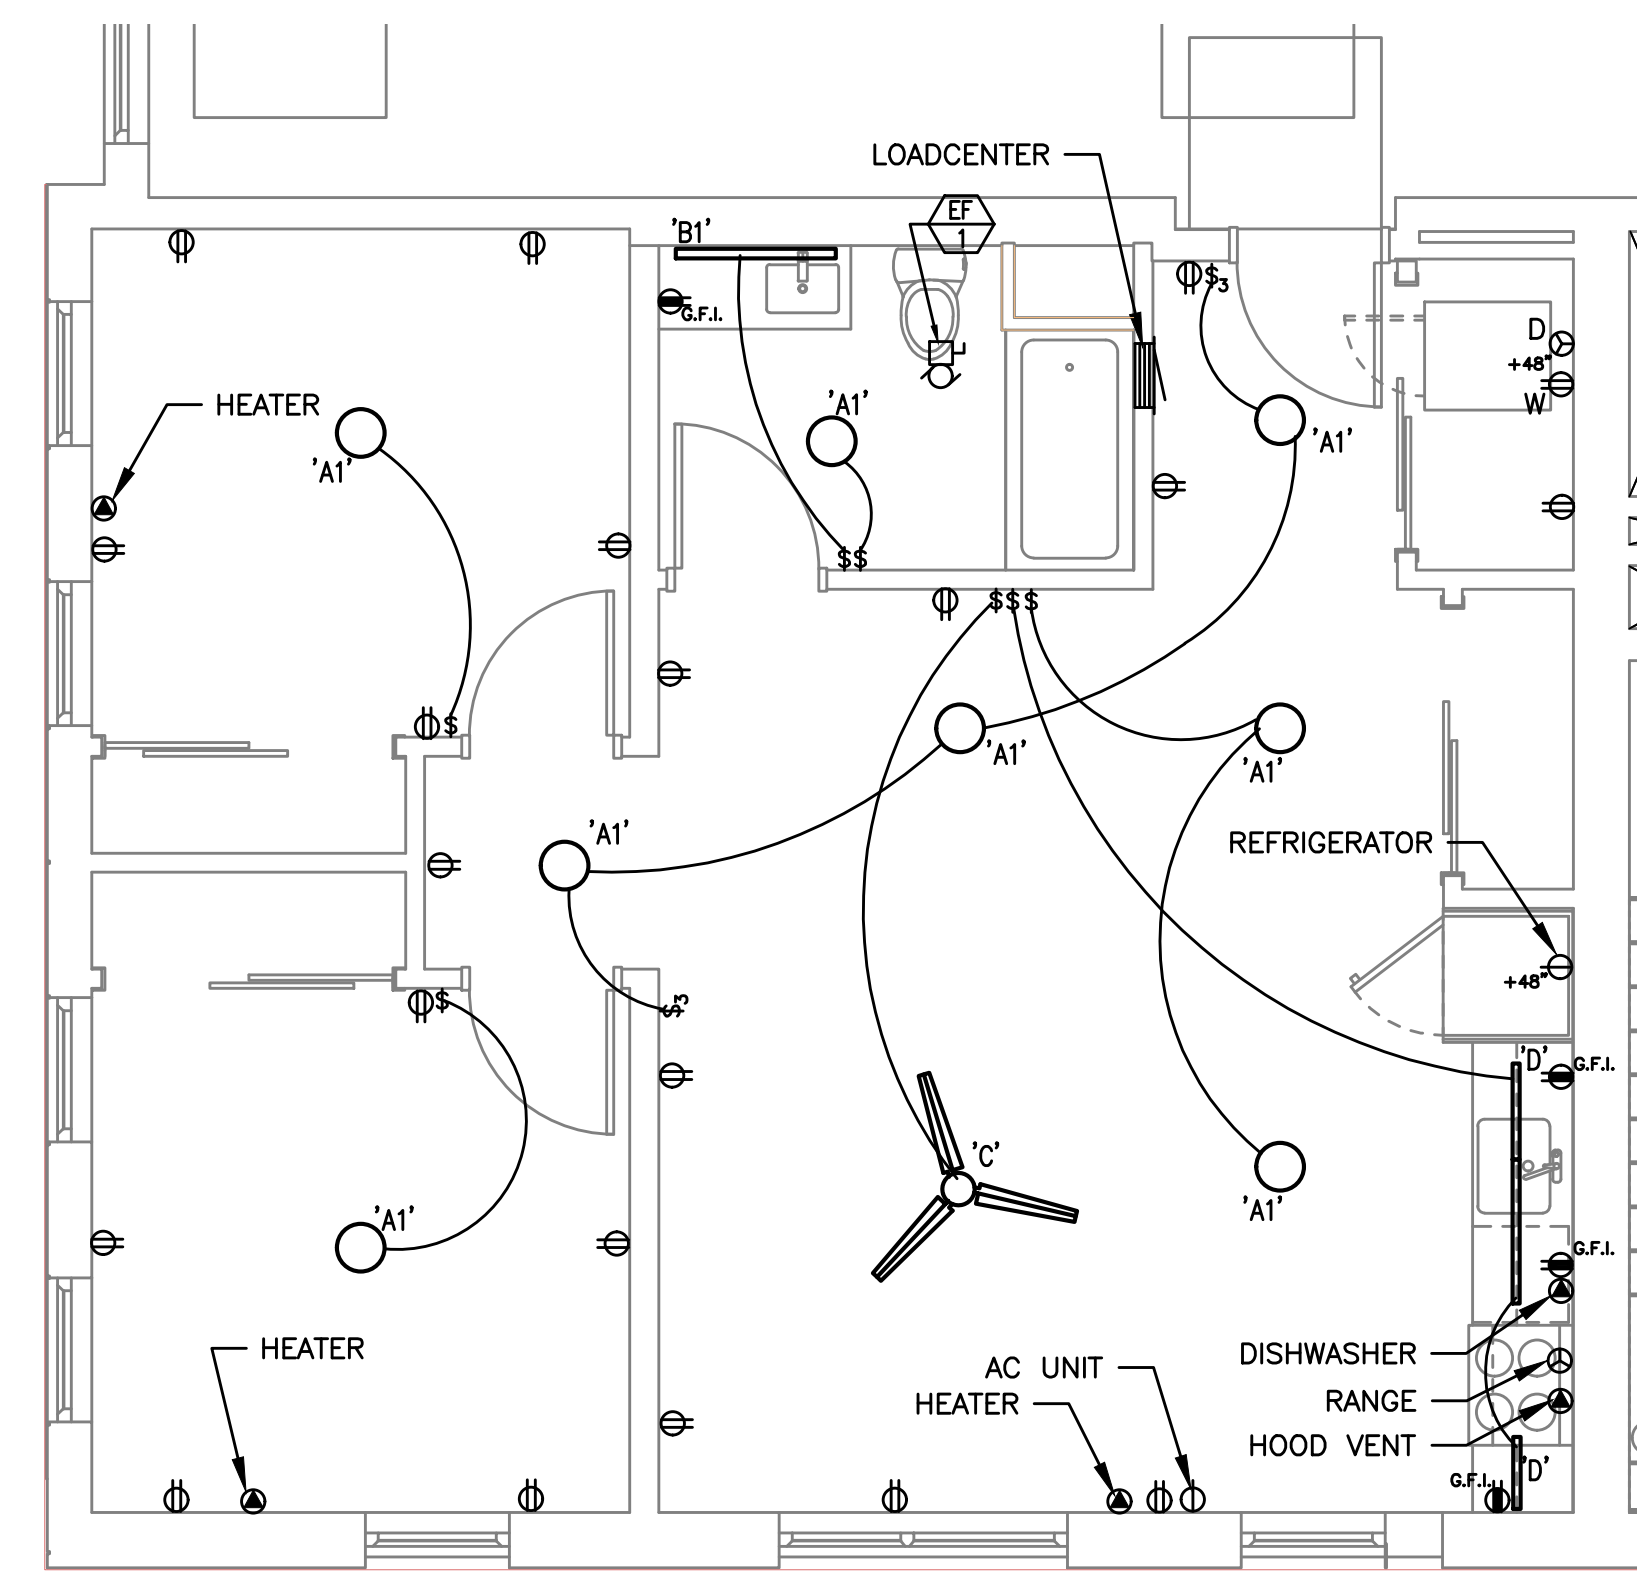 LOADCENTER
EF
1
'B1'
$3
G.F.I.
D
+48"
W
HEATER
'A1'
'A1'
'A1'
$$
$$$
$
'A1'
'A1'
REFRIGERATOR
'A1'
+48"
$
$3
'D'
G.F.I.
'C'
'A1'
'A1'
G.F.I.
HEATER
DISHWASHER
AC UNIT
RANGE
HEATER
HOOD VENT
G.F.I.
'D'